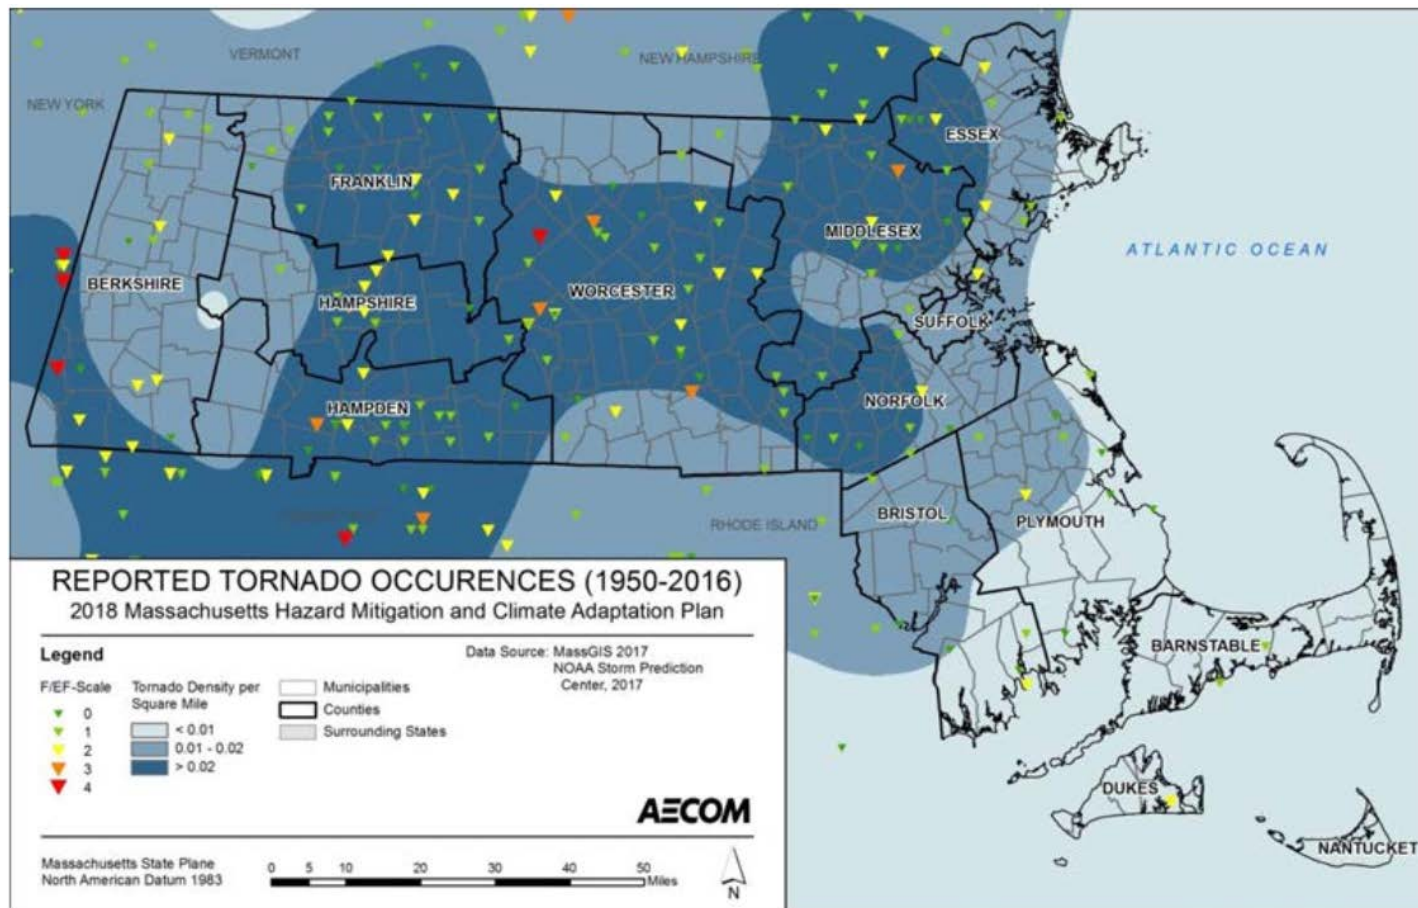 VERMONT
NEW HAMPSHIRE
NEW YORK
ESSEX
FRANKLIN
MIDDLESEX
ATLANTIC OCEAN
BERKSHIRE
HAMPSHIRE
WORCESTER
SUFFOLK
HAMPDEN
NORFOLK
BRISTOL
PLYMOUTH
RHODE ISLAND
BARNSTABLE
DUKES
NANTUCKET
REPORTED TORNADO OCCURENCES (1950-2016)
2018 Massachusetts Hazard Mitigation and Climate Adaptation Plan
Legend
Data Source: MassGIS 2017
NOAA Storm Prediction
Center, 2017
F/EF-Scale
0
1
2
3
4
Tornado Density per
Square Mile
< 0.01
0.01 - 0.02
> 0.02
Municipalities
Counties
Surrounding States
AECOM
Massachusetts State Plane
North American Datum 1983
0 5 10 20 30 40 50
Miles
N